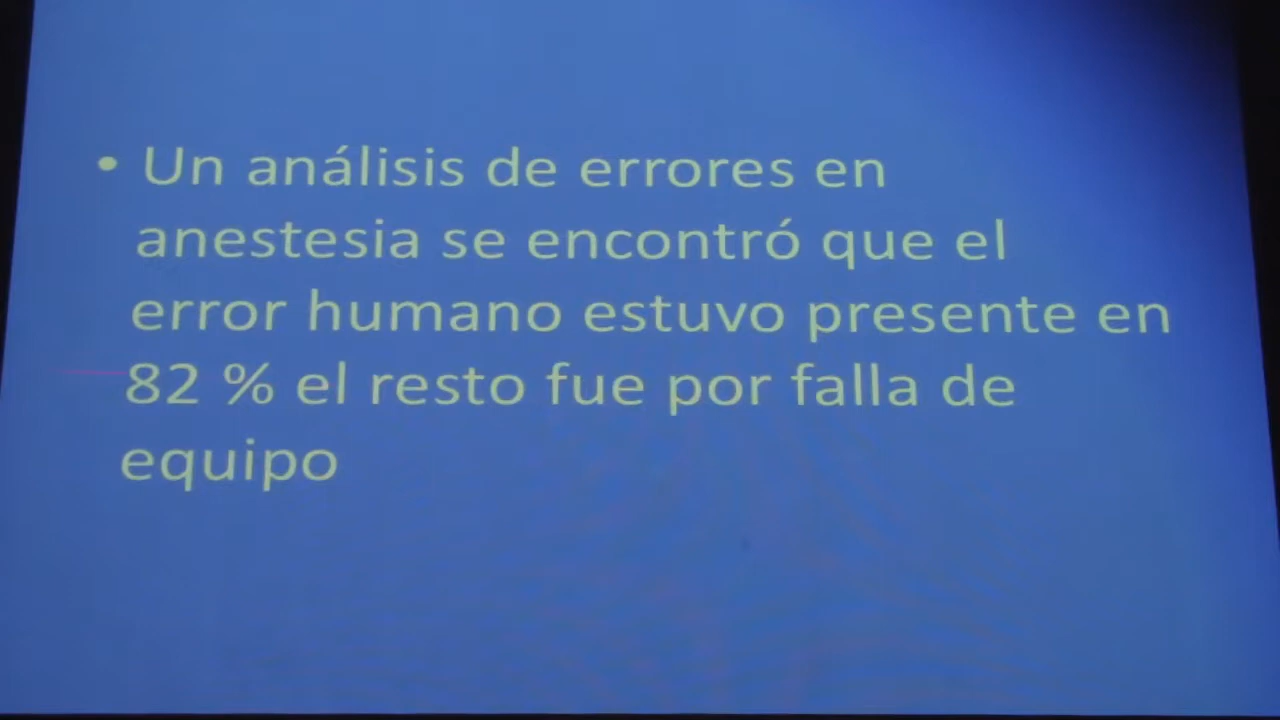 • Un análisis de errores en
anestesia se encontró que el
error humano estuvo presente en
82 % el resto fue por falla de
equipo